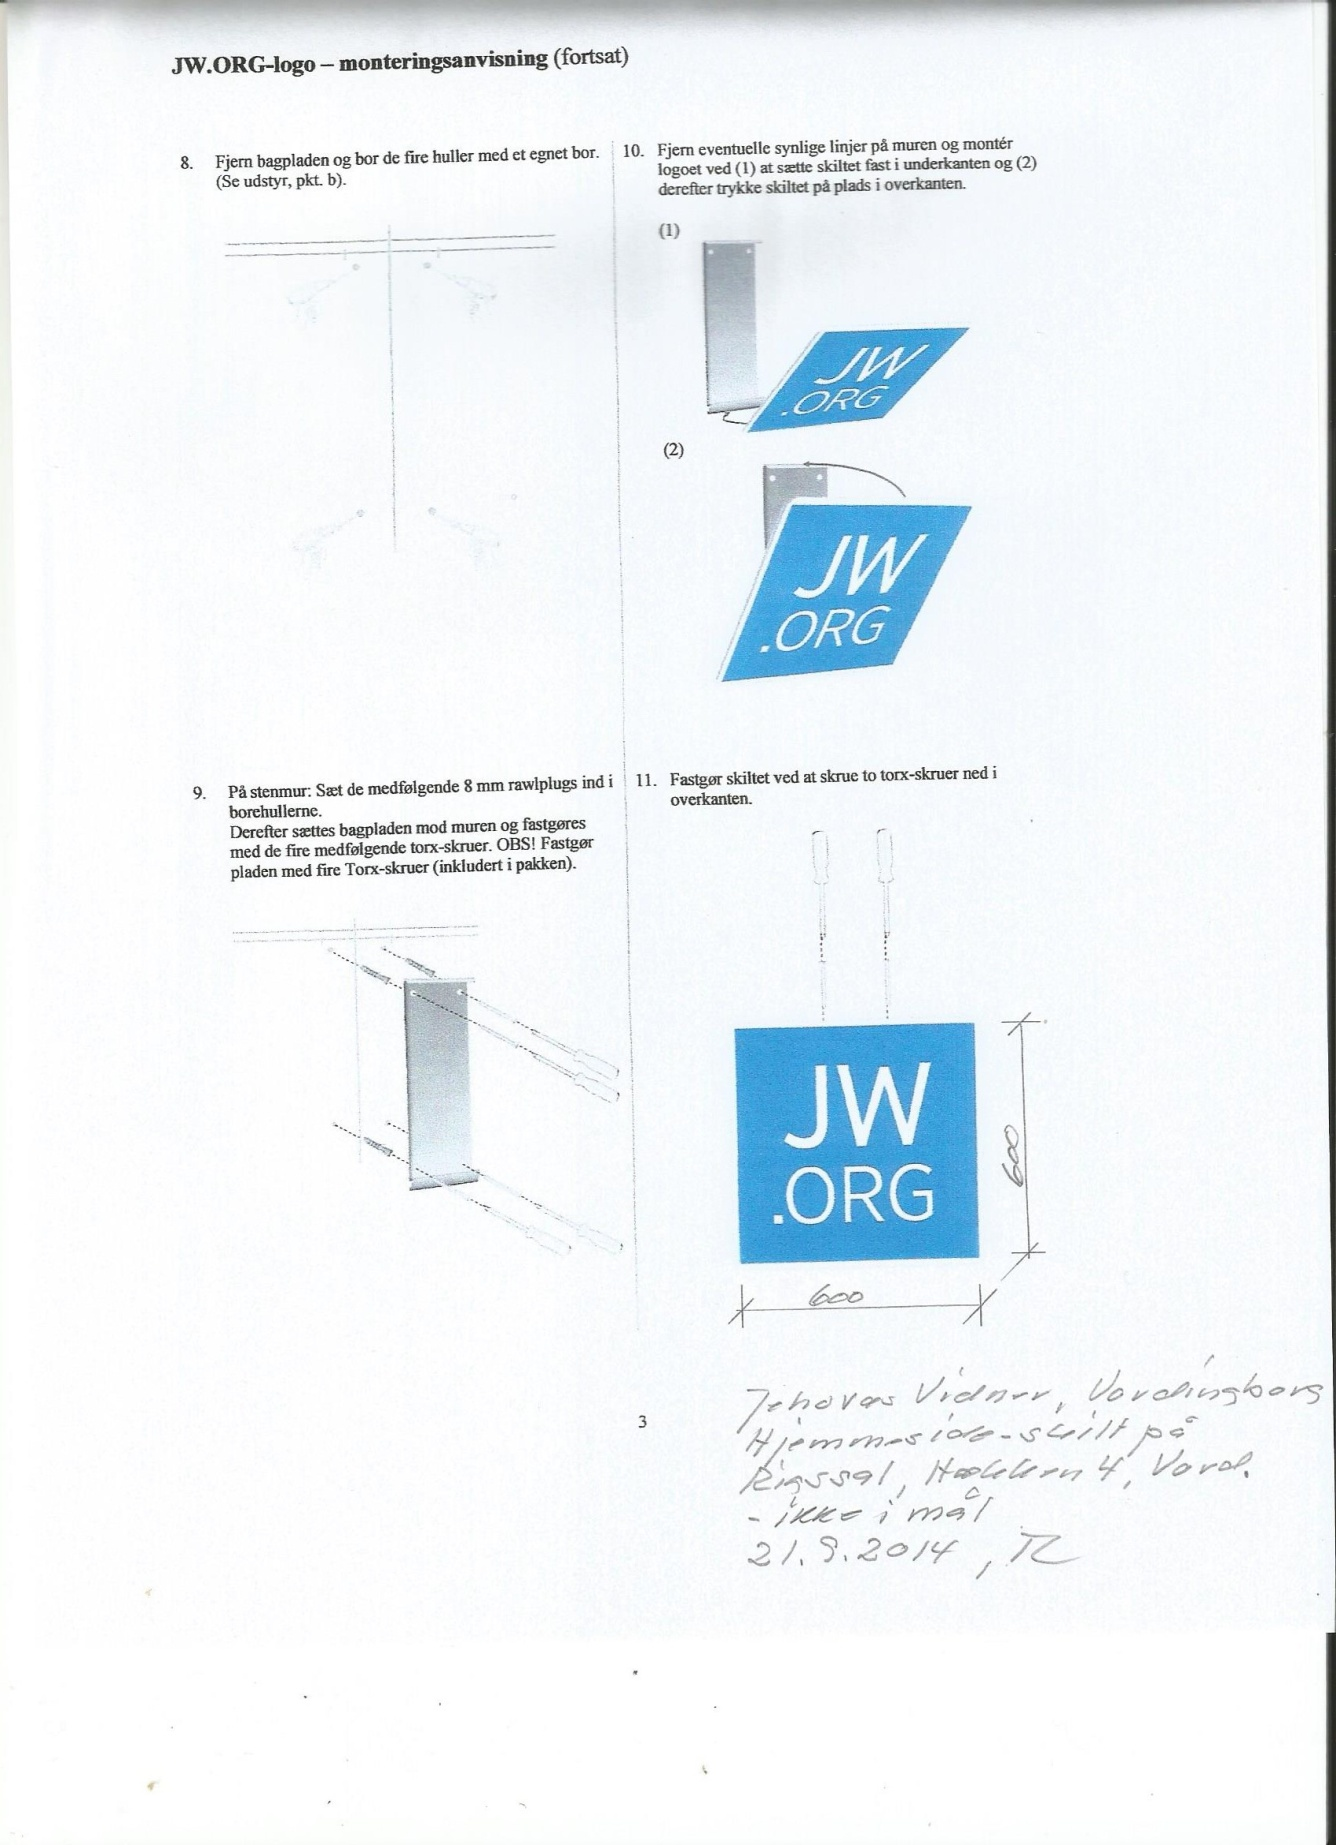 JW.ORG-logo – monteringsanvisning (fortsat)
8. Fjern bagpladen og bor de fire huller med et egnet bor.
(Se udstyr, pkt. b).
9. På stenmur: Sæt de medfølgende 8 mm rawlplugs ind i
borehullerne.
Derefter sættes bagpladen mod muren og fastgøres
med de fire medfølgende torx-skruer. OBS! Fastgør
pladen med fire Torx-skruer (inkludert i pakken).
10. Fjern eventuelle synlige linjer på muren og montér
logoet ved (1) at sætte skiltet fast i underkanten og (2)
derefter trykke skiltet på plads i overkanten.
(1)
JW
.ORG
(2)
JW
.ORG
11. Fastgør skiltet ved at skrue to torx-skruer ned i
overkanten.
JW
.ORG
600
600
3
Jehovas Vidner, Vordingborg
Hjemmeside-skilt på
Rigssal, Hækken 4, Vord.
- ikke i mål
21.9.2014, TL